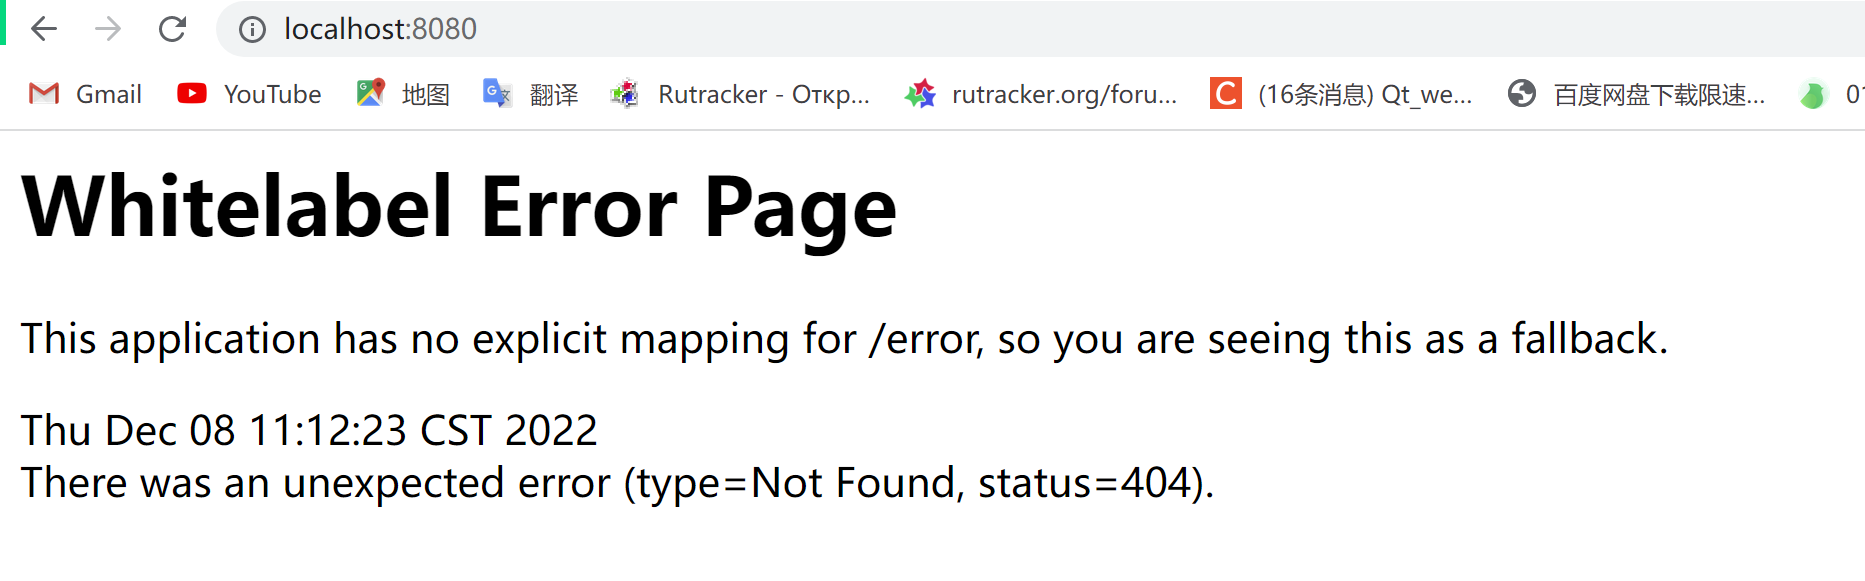 localhost:8080
Gmail YouTube 地图 翻译 Rutracker - Откр... rutracker.org/foru... (16条消息) Qt_we... 百度网盘下载限速...
Whitelabel Error Page
This application has no explicit mapping for /error, so you are seeing this as a fallback.
Thu Dec 08 11:12:23 CST 2022
There was an unexpected error (type=Not Found, status=404).